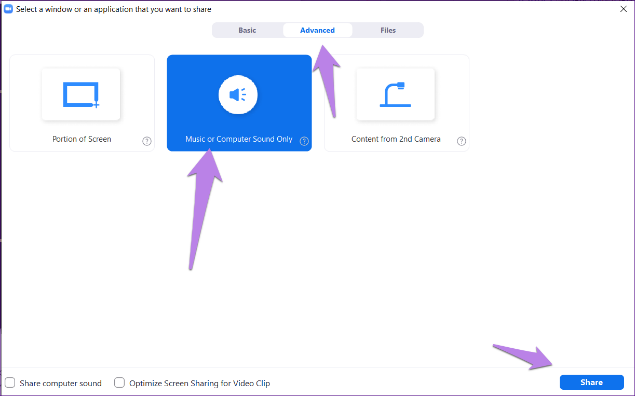 Select a window or an application that you want to share
Basic
Advanced
Files
Portion of Screen
Music or Computer Sound Only
Content from 2nd Camera
Share computer sound
Optimize Screen Sharing for Video Clip
Share